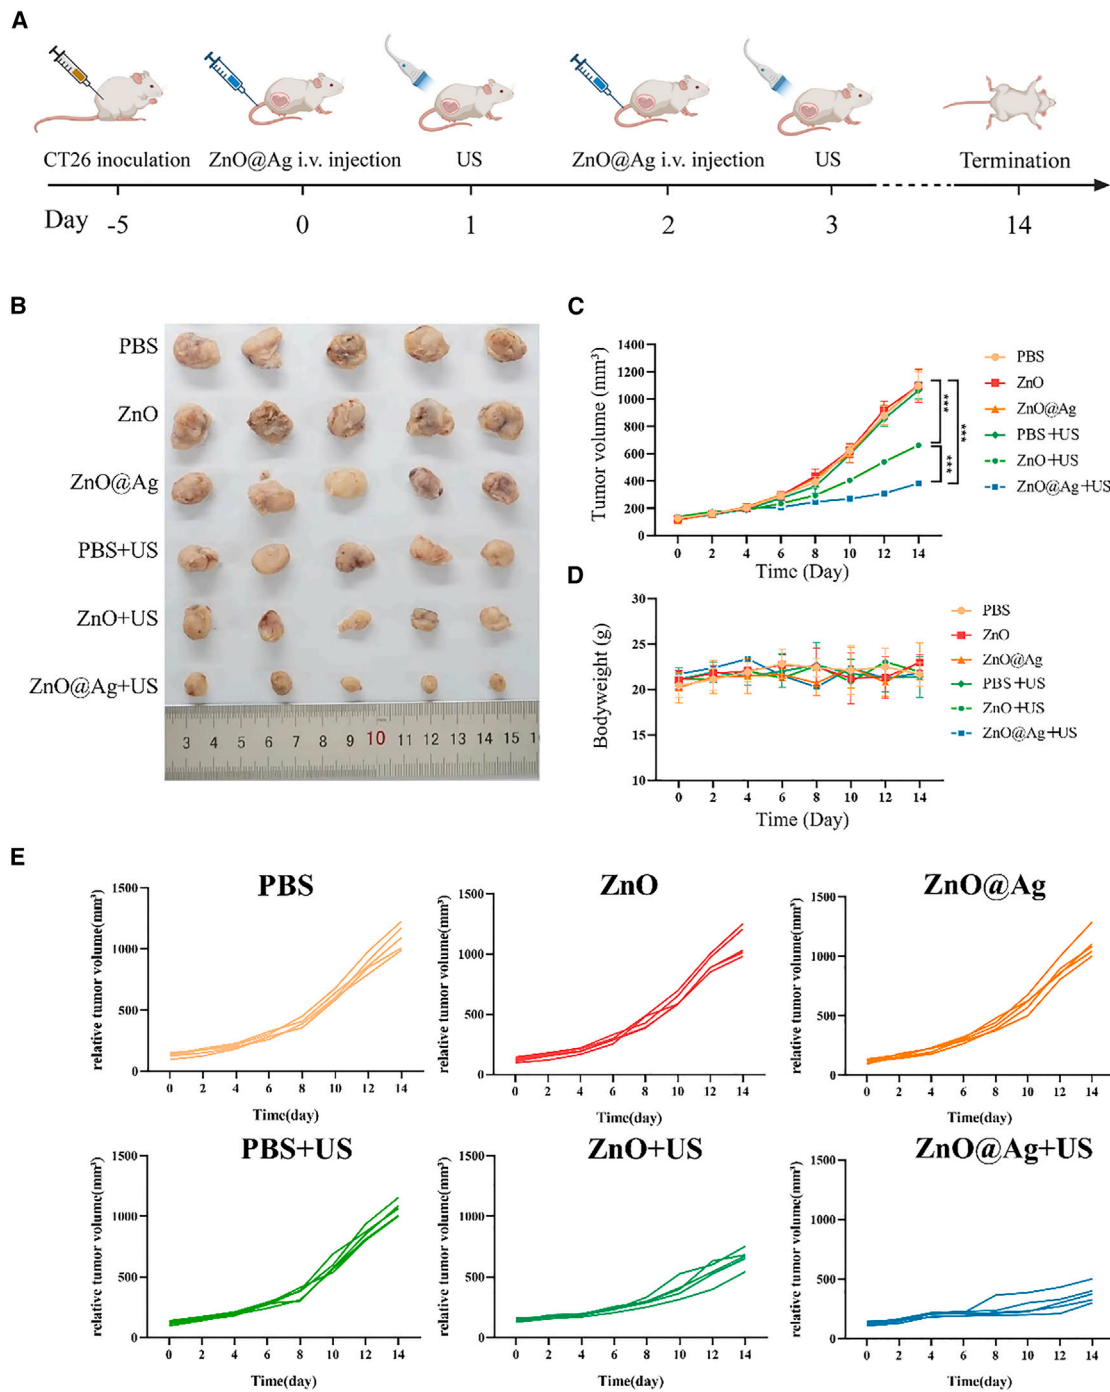 A
CT26 inoculation ZnO@Ag i.v. injection US ZnO@Ag i.v. injection US Termination
Day -5 0 1 2 3 14
B
PBS
ZnO
ZnO@Ag
PBS+US
ZnO+US
ZnO@Ag+US
3 4 5 6 7 8 9 10 11 12 13 14 15
C
Tumor volume (mm³)
1400
1200
1000
800
600
400
200
0
0 2 4 6 8 10 12 14
Time (Day)
PBS
ZnO
ZnO@Ag
PBS+US
ZnO+US
ZnO@Ag+US
***
***
***
D
Bodyweight (g)
30
25
20
15
10
0 2 4 6 8 10 12 14
Time (Day)
PBS
ZnO
ZnO@Ag
PBS+US
ZnO+US
ZnO@Ag+US
E
PBS
relative tumor volume(mm³)
1500
1000
500
0
0 2 4 6 8 10 12 14
Time(day)
ZnO
relative tumor volume(mm³)
1500
1000
500
0
0 2 4 6 8 10 12 14
Time(day)
ZnO@Ag
relative tumor volume(mm³)
1500
1000
500
0
0 2 4 6 8 10 12 14
Time(day)
PBS+US
relative tumor volume(mm³)
1500
1000
500
0
0 2 4 6 8 10 12 14
Time(day)
ZnO+US
relative tumor volume(mm³)
1500
1000
500
0
0 2 4 6 8 10 12 14
Time(day)
ZnO@Ag+US
relative tumor volume(mm³)
1500
1000
500
0
0 2 4 6 8 10 12 14
Time(day)